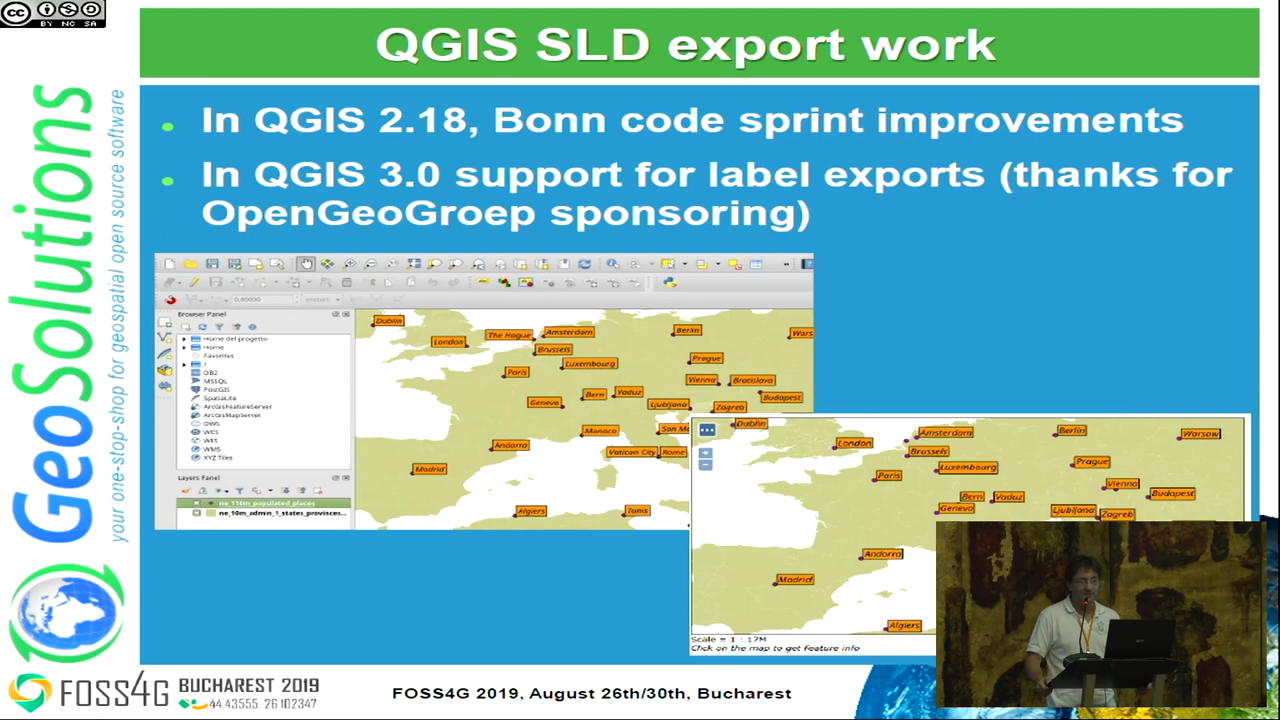 BY NC SA
QGIS SLD export work
In QGIS 2.18, Bonn code sprint improvements
In QGIS 3.0 support for label exports (thanks for
OpenGeoGroep sponsoring)
GeoSolutions
your one-stop-shop for geospatial open source software
Browser Panel
Home del progetto
Home
Favorites
/
DB2
MSSQL
PostGIS
SpatiaLite
ArcGisFeatureServer
ArcGisMapServer
OWS
WCS
WFS
WMS
XYZ Tiles
Layers Panel
ne_110m_populated_places
ne_10m_admin_1_states_provinces...
Dublin
London
The Hague
Amsterdam
Berlin
Wars
Brussels
Luxembourg
Prague
Paris
Vienna
Bratislava
Bern
Vaduz
Budapest
Geneva
Ljubljana
Zagreb
Monaco
San Ma
Andorra
Vatican City
Rome
Madrid
Algiers
Tunis
Dublin
London
Amsterdam
Berlin
Warsaw
Brussels
Luxembourg
Prague
Paris
Vienna
Bern
Vaduz
Budapest
Geneva
Ljubljana
Zagreb
Andorra
Madrid
Algiers
Scale = 1 : 17M
Click on the map to get feature info
FOSS4G BUCHAREST 2019
44.43555, 26.102347
FOSS4G 2019, August 26th/30th, Bucharest